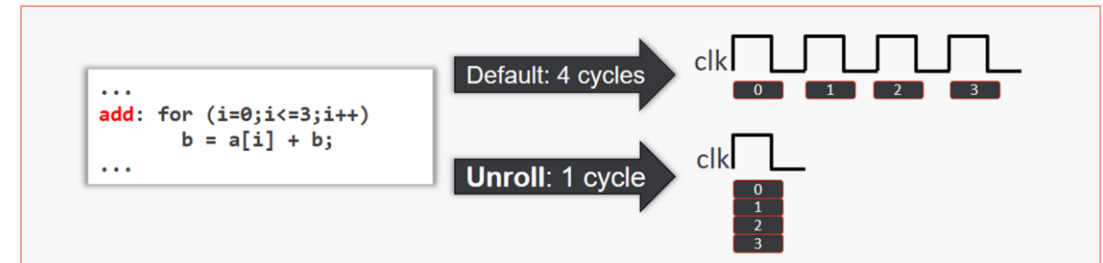 ...
add: for (i=0;i<=3;i++)
b = a[i] + b;
...
Default: 4 cycles
clk
0 1 2 3
Unroll: 1 cycle
clk
0
1
2
3